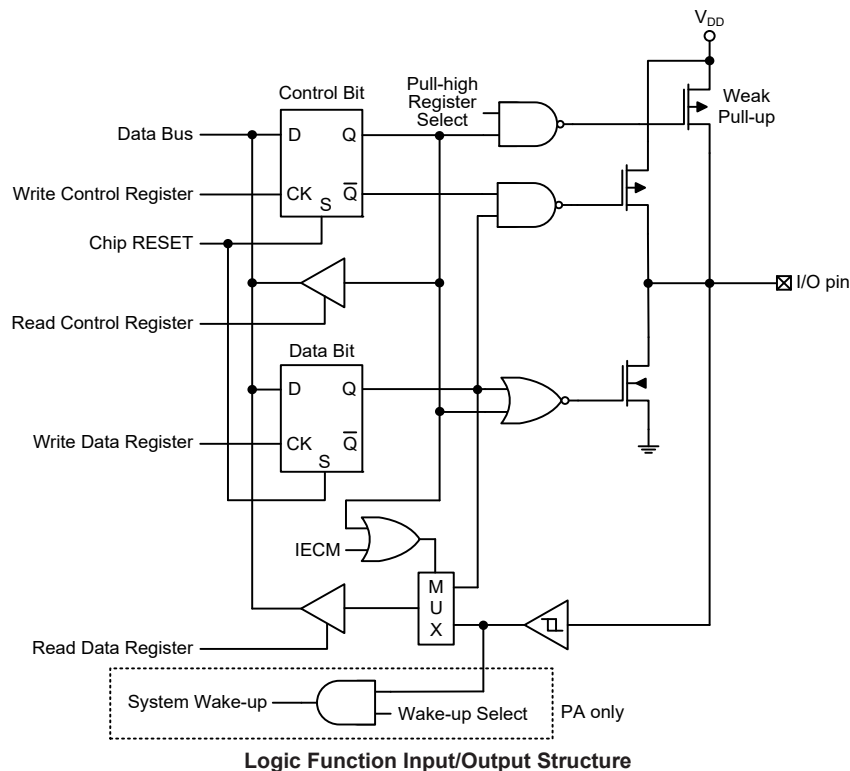 V_DD
Control Bit
Pull-high
Register
Select
Weak
Pull-up
Data Bus
D
Q
Write Control Register
CK
Q̅
S
Chip RESET
I/O pin
Read Control Register
Data Bit
D
Q
Write Data Register
CK
Q̅
S
IECM
M
U
X
Read Data Register
System Wake-up
Wake-up Select
PA only
Logic Function Input/Output Structure